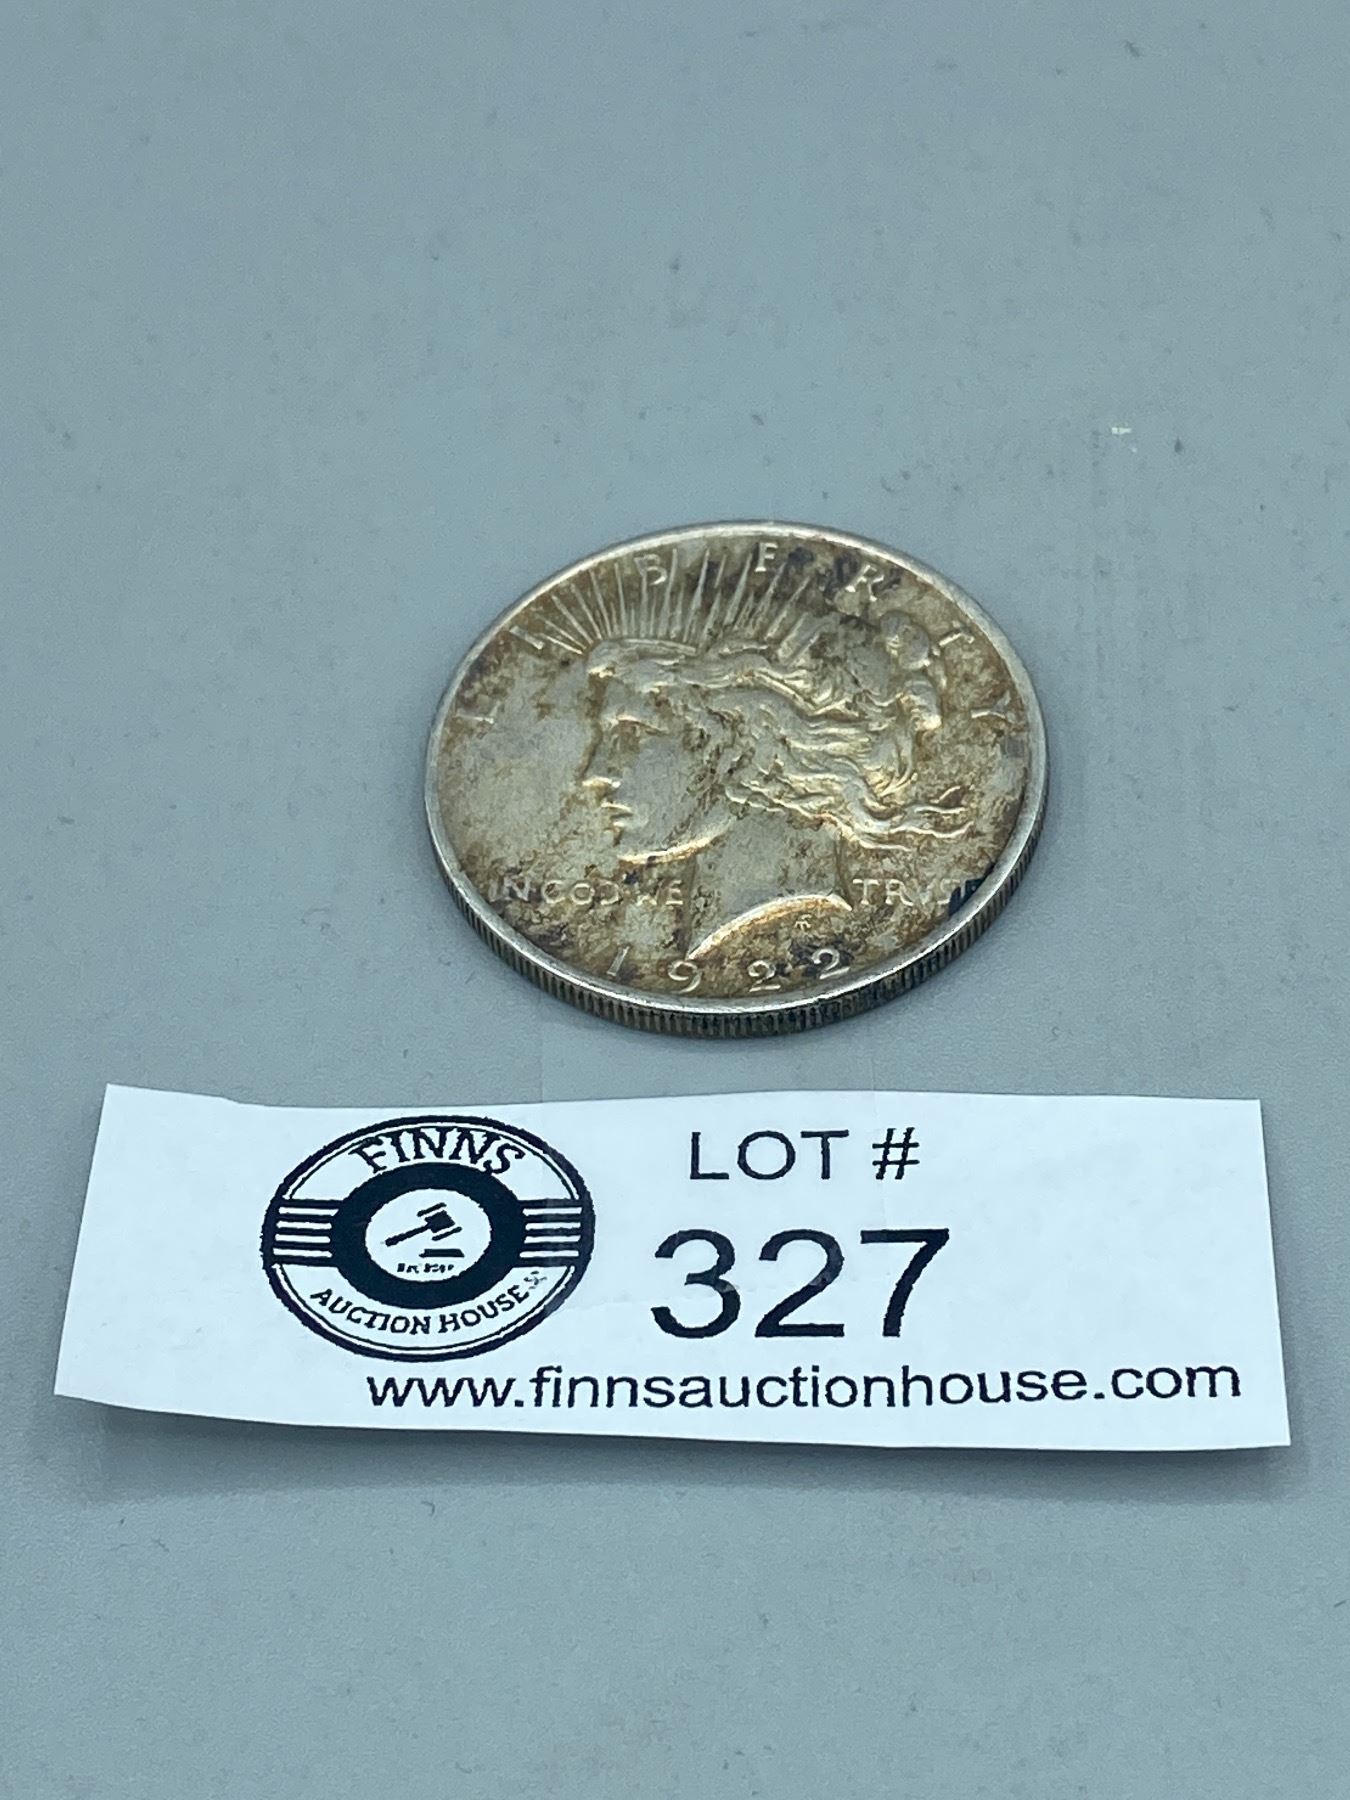 LIBERTY
IN GOD WE TRUST
1922
FINNS
AUCTION HOUSE
LOT #
327
www.finnsauctionhouse.com